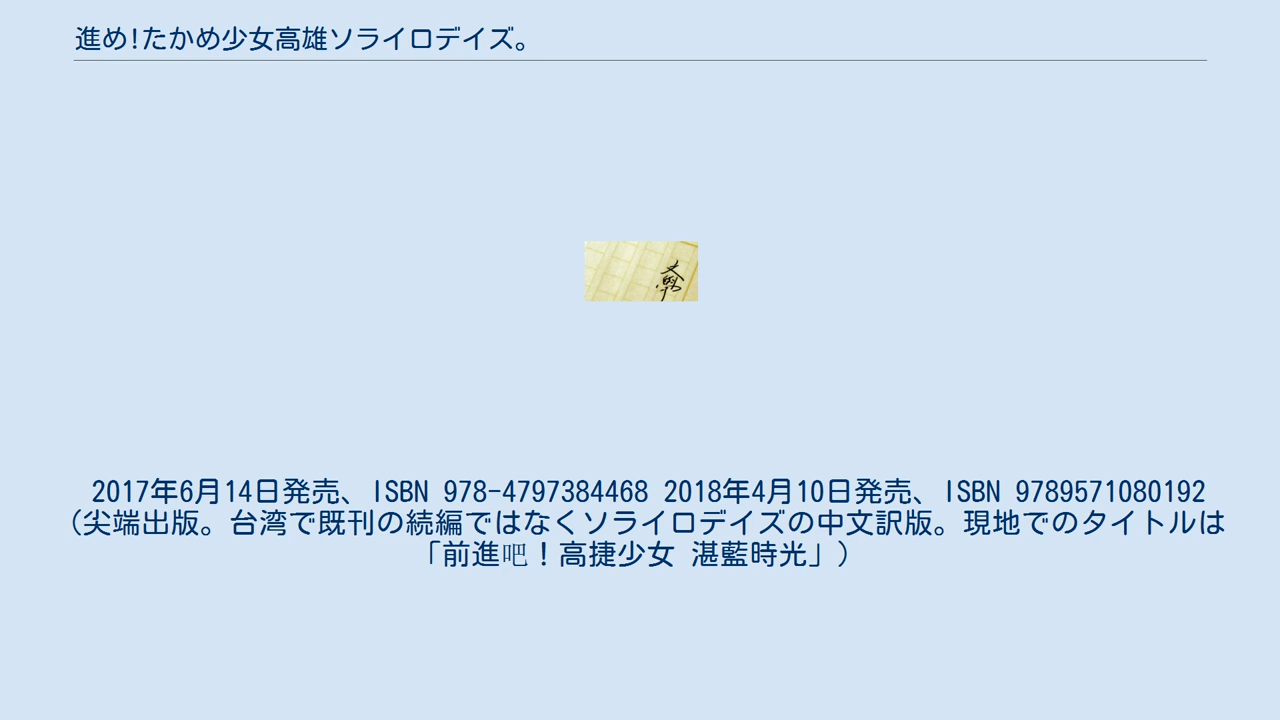 進め!たかめ少女高雄ソライロデイズ。
2017年6月14日発売、ISBN 978-4797384468 2018年4月10日発売、ISBN 9789571080192
(尖端出版。台湾で既刊の続編ではなくソライロデイズの中文訳版。現地でのタイトルは
「前進吧！高捷少女 湛藍時光」)